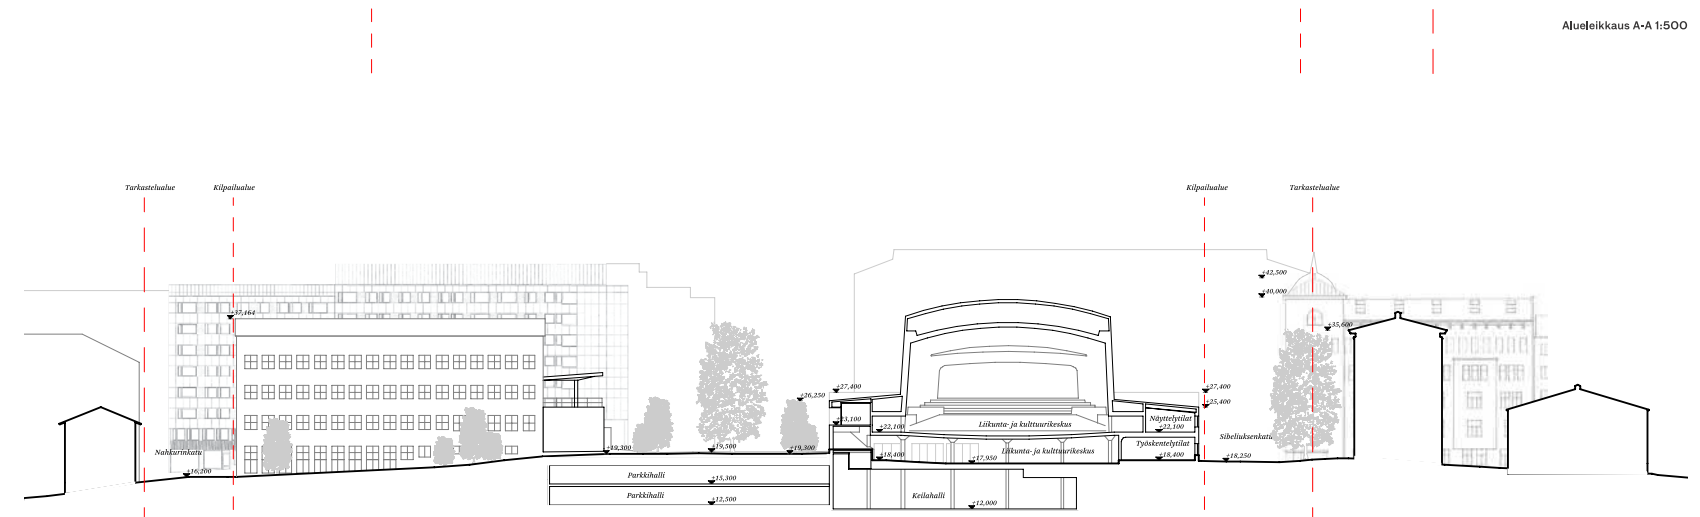 Alueleikkaus A-A 1:500
Tarkastelualue
Kilpailualue
Kilpailualue
Tarkastelualue
+42,500
+40,000
+37,164
+35,600
+27,400
+27,400
+26,250
+25,400
+23,100
+22,100
Liikunta- ja kulttuurikeskus
Näyttelytilat
+22,100
Nahkurinkatu
+19,300
+19,500
+19,300
+18,400
Liikunta- ja kulttuurikeskus
+17,950
Työskentelytilat
+18,400
Sibeliuksenkatu
+18,250
+16,200
Parkkihalli
+15,300
Parkkihalli
+12,500
Keilahalli
+12,000